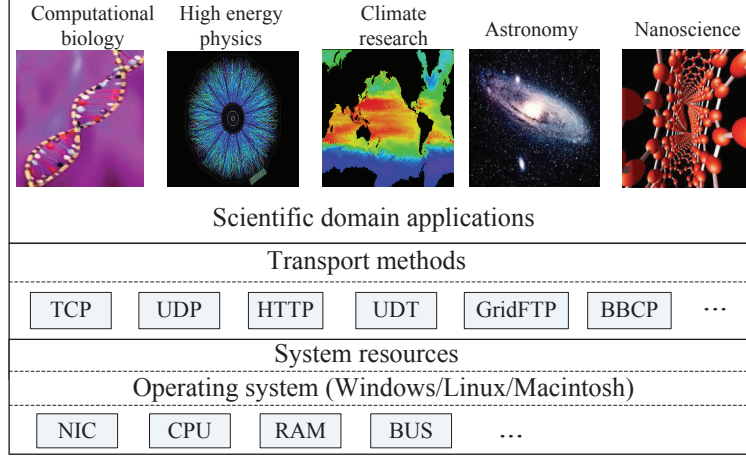 Computational
biology
High energy
physics
Climate
research
Astronomy
Nanoscience
Scientific domain applications
Transport methods
TCP UDP HTTP UDT GridFTP BBCP ...
System resources
Operating system (Windows/Linux/Macintosh)
NIC CPU RAM BUS ...